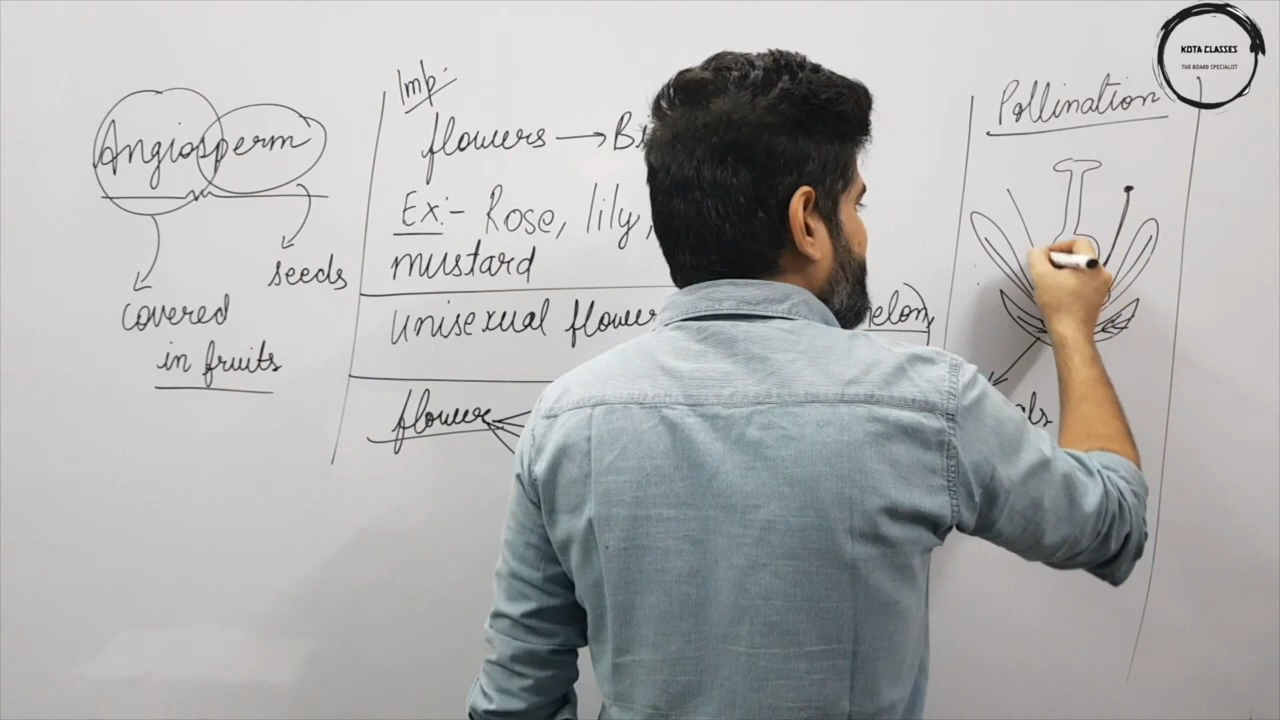 Angiosperm
covered
in fruits
seeds
Imp:
flowers →
Ex:- Rose, lily,
mustard
unisexual flower
flower
Pollination
KOTA CLASSES
THE BOARD SPECIALIST